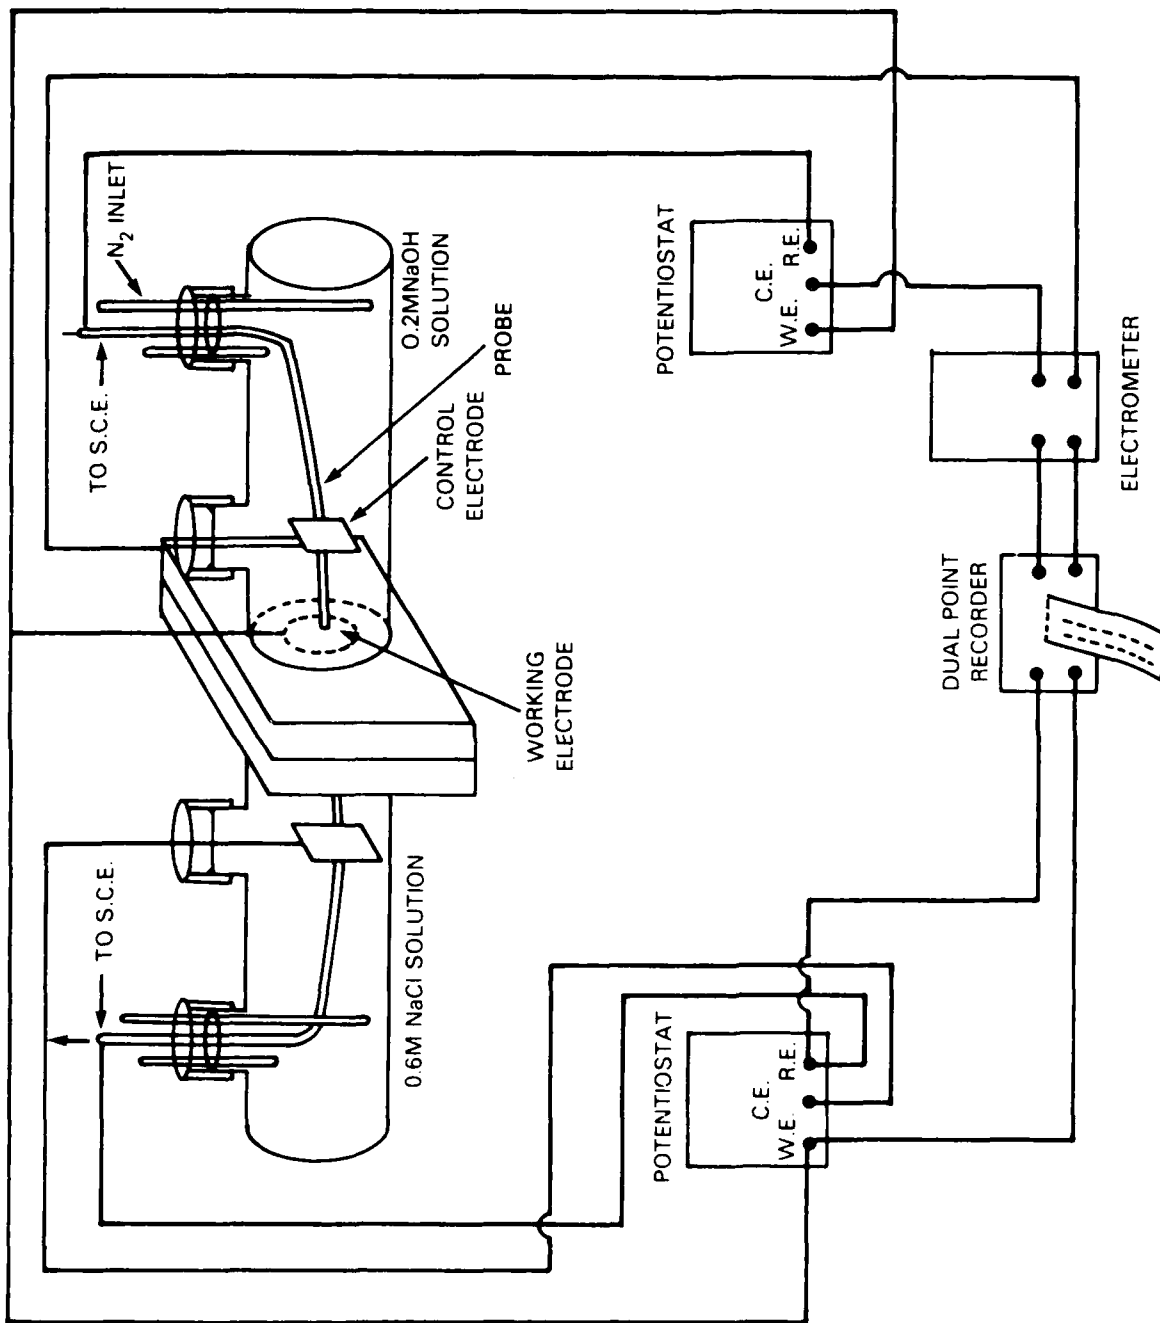 TO S.C.E.
N2 INLET
TO S.C.E.
0.6M NaCl SOLUTION
WORKING
ELECTRODE
CONTROL
ELECTRODE
PROBE
0.2MNaOH
SOLUTION
POTENTIOSTAT
W.E.
C.E.
R.E.
POTENTIOSTAT
W.E.
C.E.
R.E.
DUAL POINT
RECORDER
ELECTROMETER